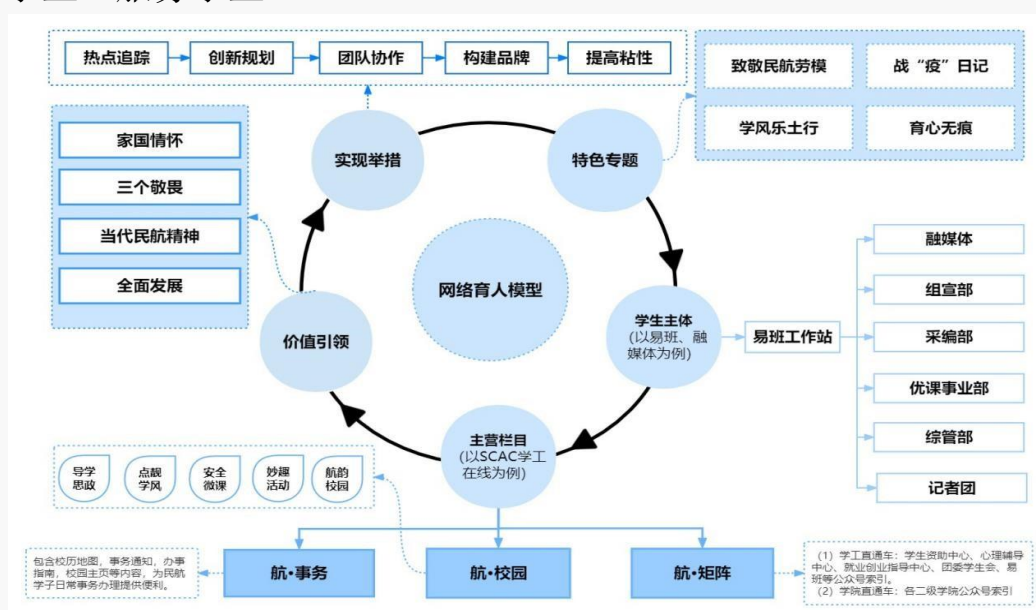 热点追踪
创新规划
团队协作
构建品牌
提高粘性
致敬民航劳模
战“疫”日记
学风乐土行
育心无痕
家国情怀
三个敬畏
当代民航精神
全面发展
实现举措
特色专题
网络育人模型
价值引领
学生主体
(以易班、融
媒体为例)
易班工作站
融媒体
组宣部
采编部
优课事业部
综管部
记者团
主营栏目
(以SCAC学工
在线为例)
导学
思政
点靓
学风
安全
微课
妙趣
活动
航韵
校园
航·事务
航·校园
航·矩阵
包含校历地图，事务通知，办事
指南，校园主页等内容，为民航
学子日常事务办理提供便利。
(1) 学工直通车：学生资助中心、心理辅导
中心、就业创业指导中心、团委学生会、易
班等公众号索引。
(2) 学院直通车：各二级学院公众号索引